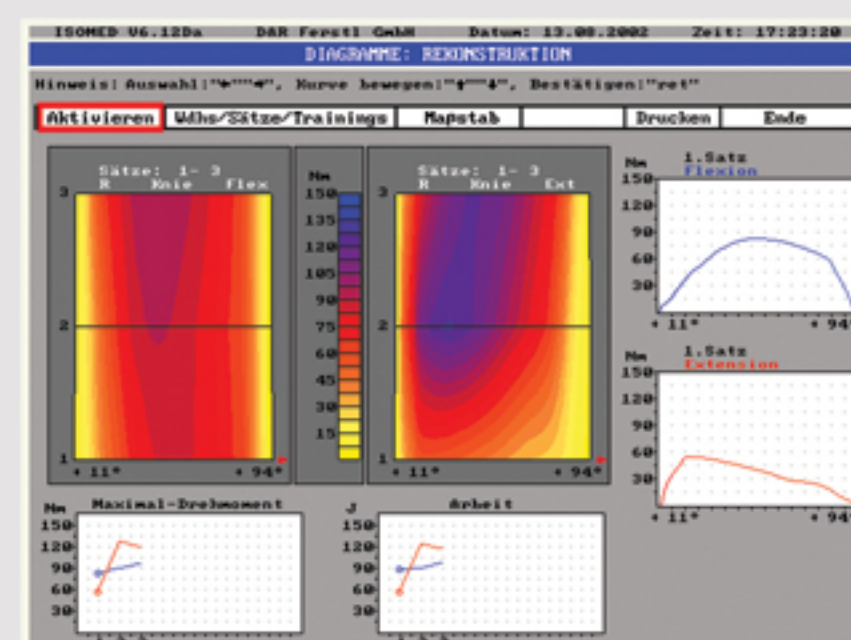 ISOMED V6.12Da D&R Ferstl GmbH Datum: 13.08.2002 Zeit: 17:23:20
DIAGRAMME: REKONSTRUKTION
Hinweis: Auswahl:"←""→", Kurve bewegen:"↑""↓", Bestätigen:"ret"
Aktivieren Wdhs/Sätze/Trainings Mapstab Drucken Ende
Sätze: 1- 3
R Knie Flex
3
2
1
+ 11° + 94°
Nm
150
135
120
105
90
75
60
45
30
15
Sätze: 1- 3
R Knie Ext
3
2
1
+ 11° + 94°
Nm 1.Satz
Flexion
150
120
90
60
30
+ 11° + 94°
Nm 1.Satz
Extension
150
120
90
60
30
+ 11° + 94°
Nm Maximal-Drehmoment
150
120
90
60
30
J Arbeit
150
120
90
60
30